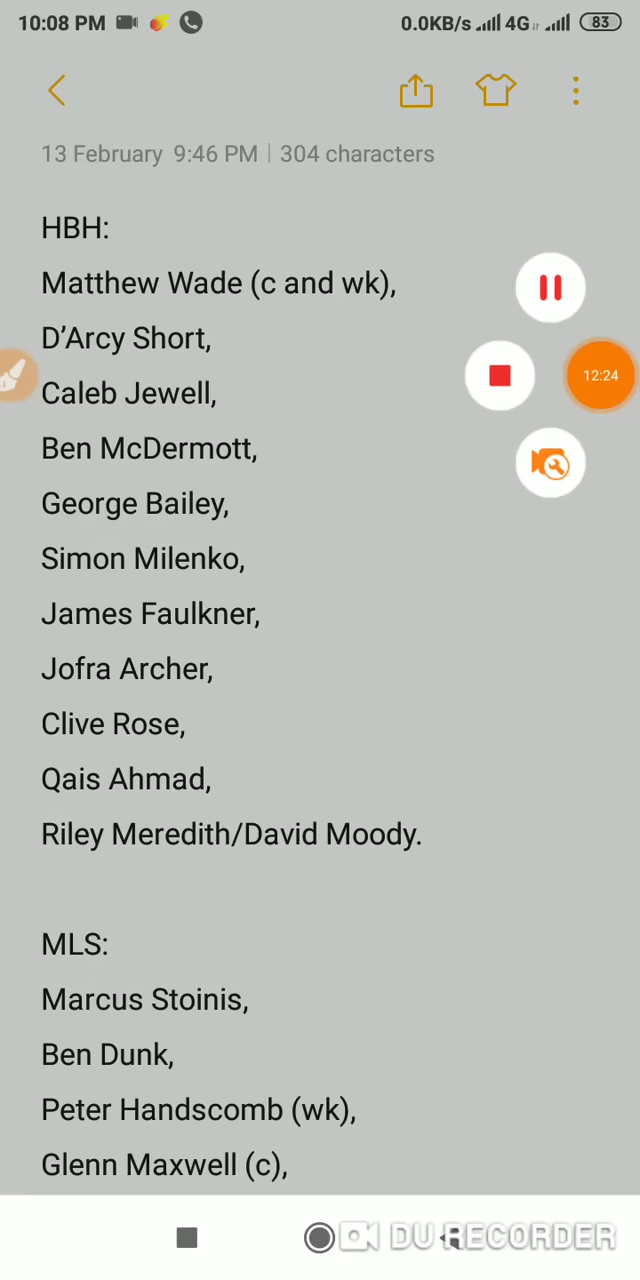 10:08 PM 0.0KB/s 4G 83
13 February 9:46 PM | 304 characters
HBH:
Matthew Wade (c and wk),
D’Arcy Short,
12:24
Caleb Jewell,
Ben McDermott,
George Bailey,
Simon Milenko,
James Faulkner,
Jofra Archer,
Clive Rose,
Qais Ahmad,
Riley Meredith/David Moody.
MLS:
Marcus Stoinis,
Ben Dunk,
Peter Handscomb (wk),
Glenn Maxwell (c),
DU RECORDER